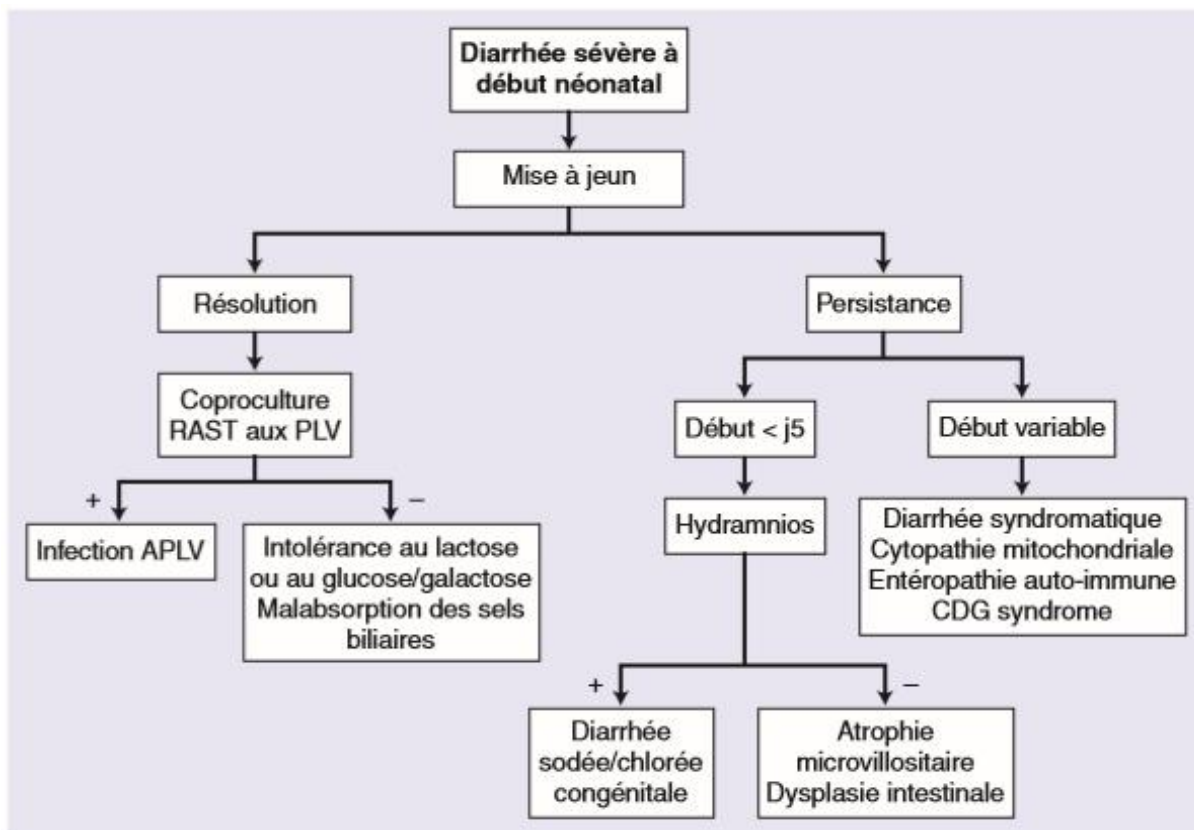 Diarrhée sévère à
début néonatal
Mise à jeun
Résolution
Persistance
Coproculture
RAST aux PLV
Début < j5
Début variable
+
–
Infection APLV
Intolérance au lactose
ou au glucose/galactose
Malabsorption des sels
biliaires
Hydramnios
Diarrhée syndromatique
Cytopathie mitochondriale
Entéropathie auto-immune
CDG syndrome
+
–
Diarrhée
sodée/chlorée
congénitale
Atrophie
microvillositaire
Dysplasie intestinale